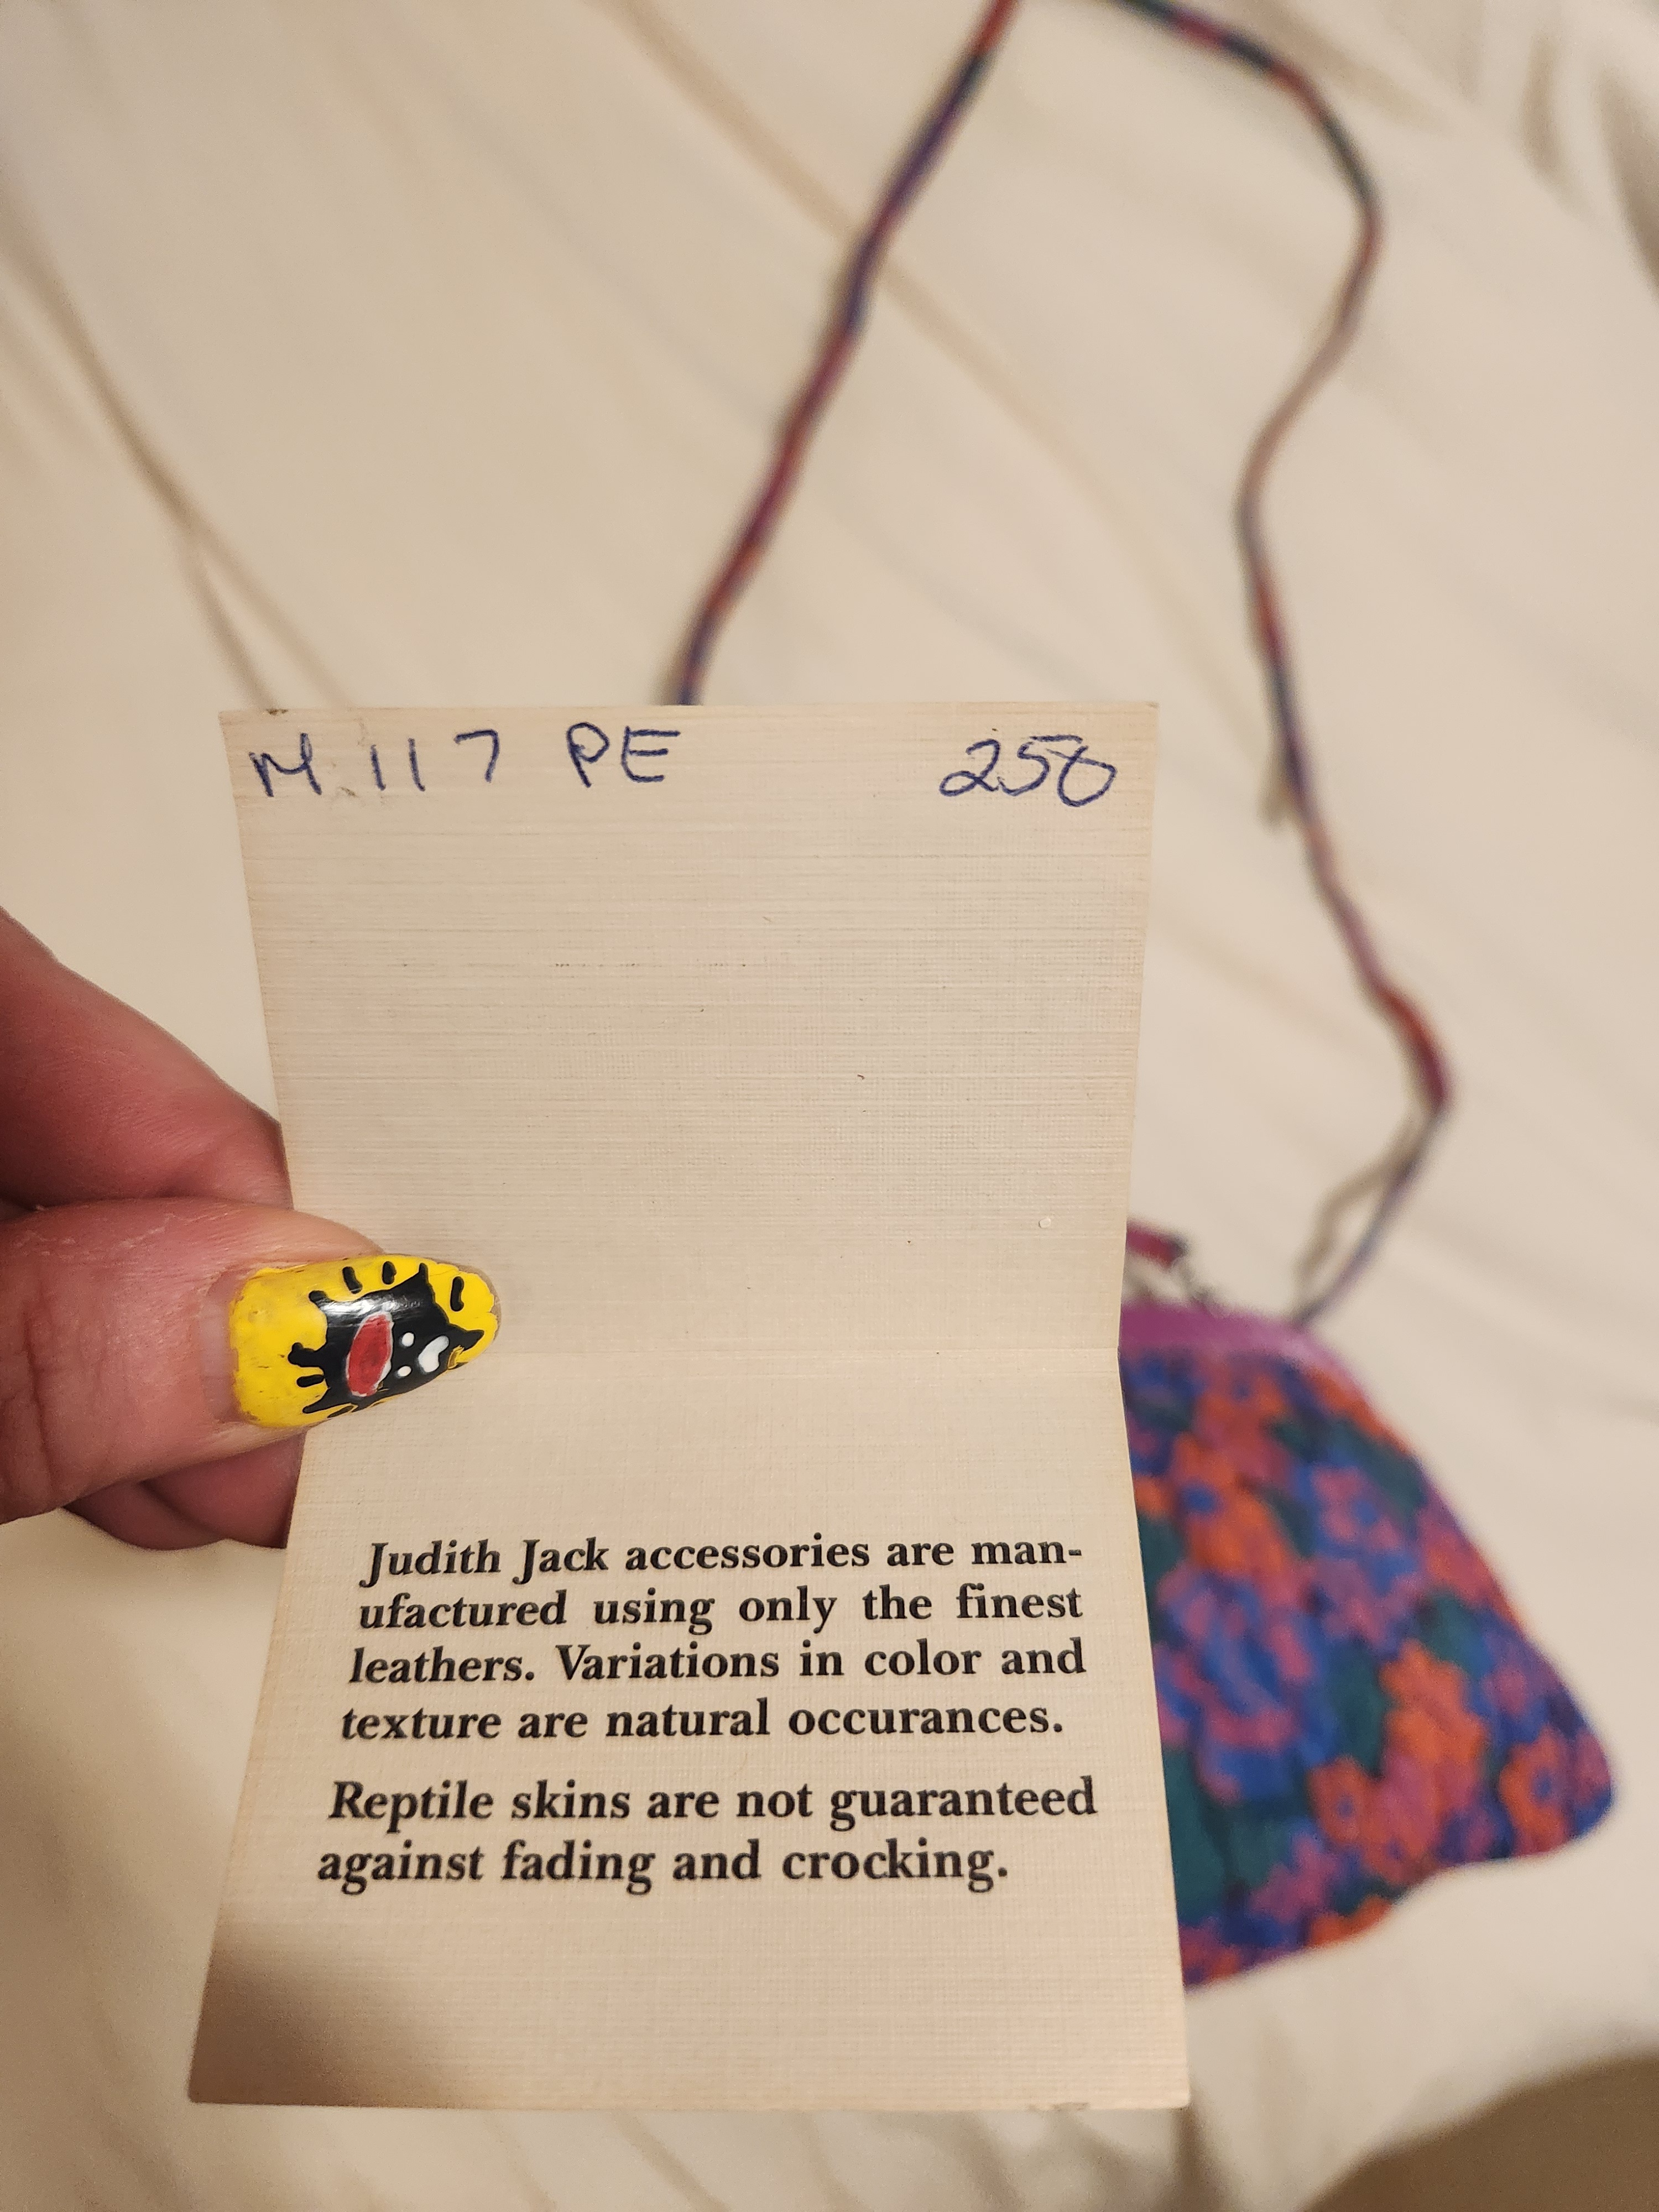 M 117 PE 250
Judith Jack accessories are man-
ufactured using only the finest
leathers. Variations in color and
texture are natural occurances.
Reptile skins are not guaranteed
against fading and crocking.